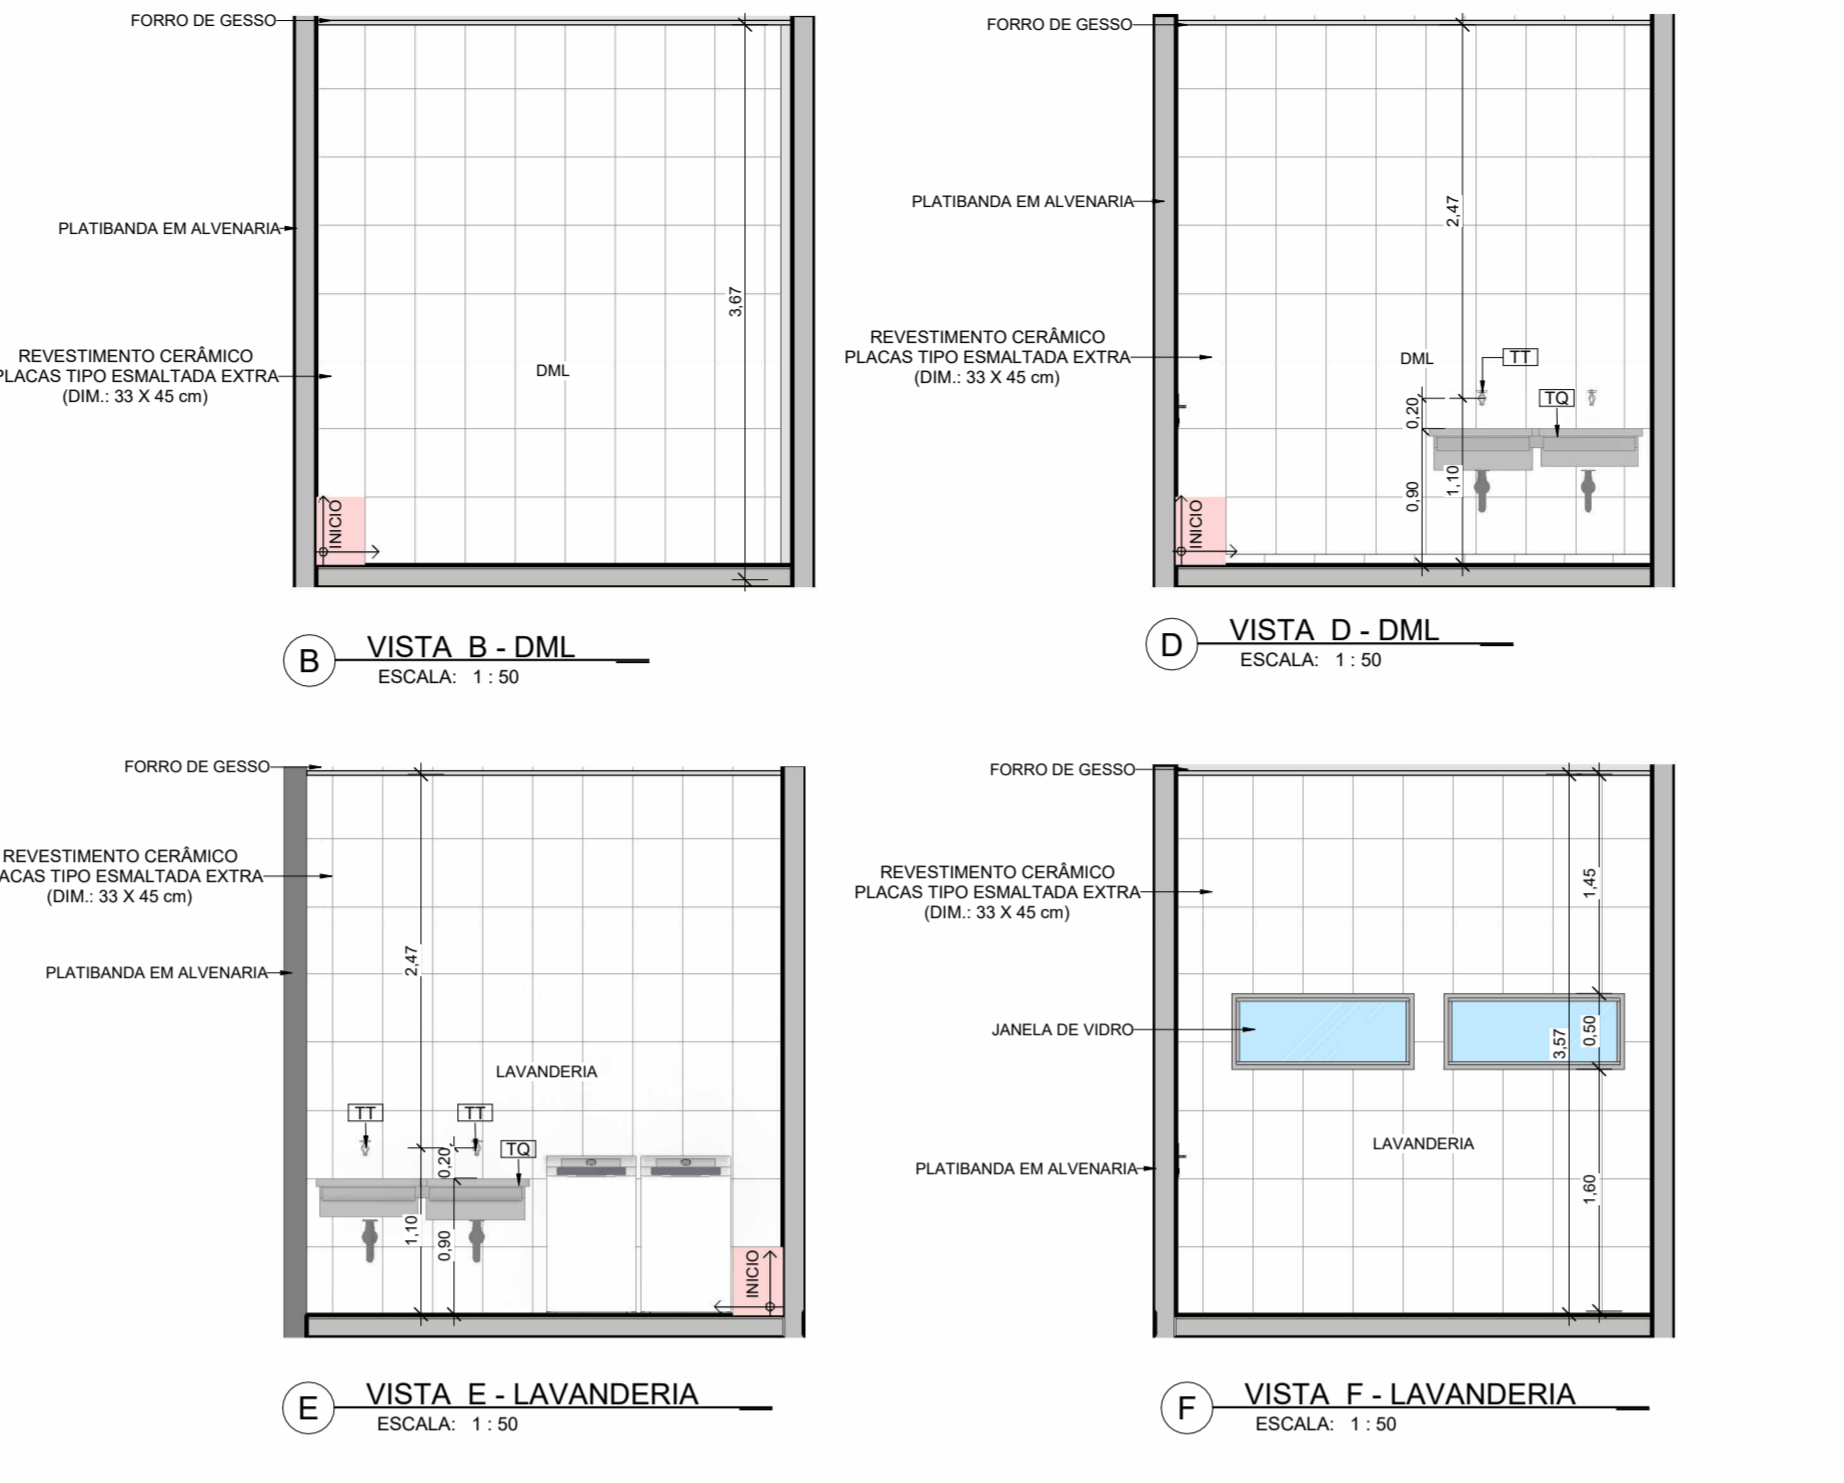 FORRO DE GESSO
PLATIBANDA EM ALVENARIA
3,67
REVESTIMENTO CERÂMICO
PLACAS TIPO ESMALTADA EXTRA
(DIM.: 33 X 45 cm)
DML
INICIO
B
VISTA B - DML
ESCALA: 1 : 50
FORRO DE GESSO
PLATIBANDA EM ALVENARIA
2,47
REVESTIMENTO CERÂMICO
PLACAS TIPO ESMALTADA EXTRA
(DIM.: 33 X 45 cm)
DML
TT
TQ
0,20
0,90
1,10
INICIO
D
VISTA D - DML
ESCALA: 1 : 50
FORRO DE GESSO
REVESTIMENTO CERÂMICO
ACAS TIPO ESMALTADA EXTRA
(DIM.: 33 X 45 cm)
2,47
PLATIBANDA EM ALVENARIA
LAVANDERIA
TT
TT
TQ
0,20
1,10
0,90
INICIO
E
VISTA E - LAVANDERIA
ESCALA: 1 : 50
FORRO DE GESSO
REVESTIMENTO CERÂMICO
PLACAS TIPO ESMALTADA EXTRA
(DIM.: 33 X 45 cm)
1,45
JANELA DE VIDRO
3,57
0,50
LAVANDERIA
PLATIBANDA EM ALVENARIA
1,60
F
VISTA F - LAVANDERIA
ESCALA: 1 : 50